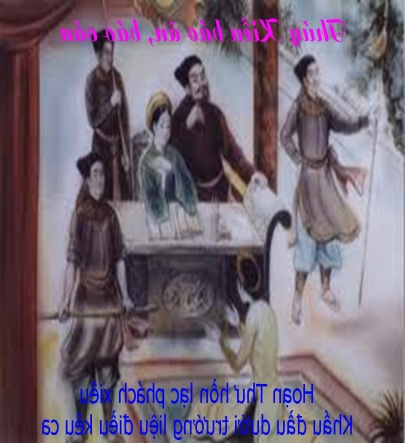 Thúy Kiều báo ân, báo oán
Hoạn Thư hồn lạc phách xiêu
Khấu đầu dưới trướng liệu điều kêu ca